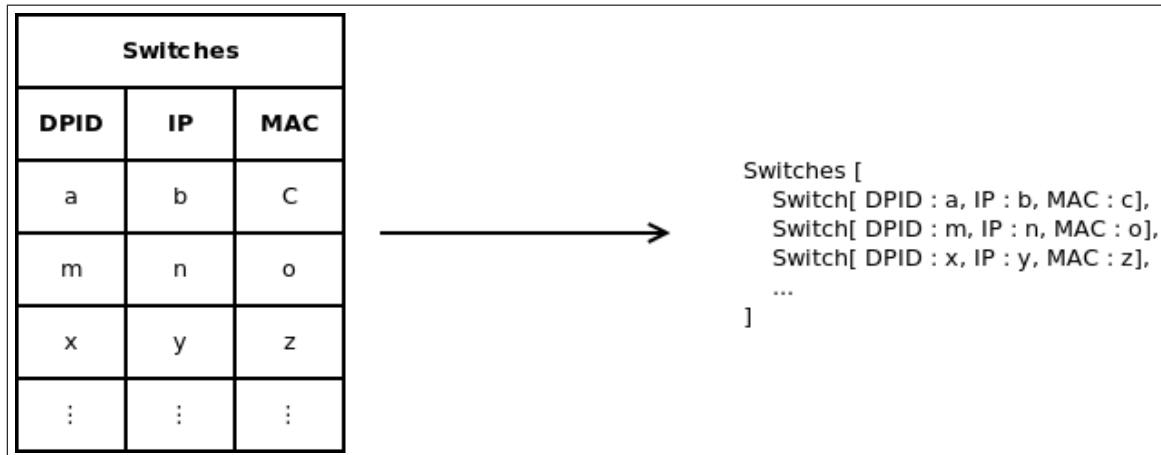 Switches
DPID IP MAC
a b C
m n o
x y z
⋮ ⋮ ⋮
Switches [
Switch[ DPID : a, IP : b, MAC : c],
Switch[ DPID : m, IP : n, MAC : o],
Switch[ DPID : x, IP : y, MAC : z],
...
]